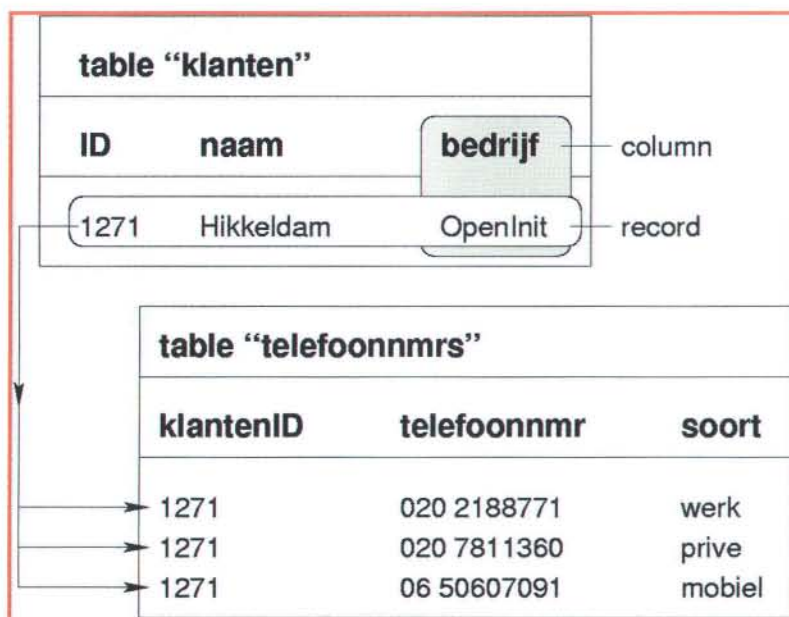 table “klanten”
ID naam bedrijf column
1271 Hikkeldam OpenInit record
table “telefoonnmrs”
klantenID telefoonnmr soort
1271 020 2188771 werk
1271 020 7811360 prive
1271 06 50607091 mobiel